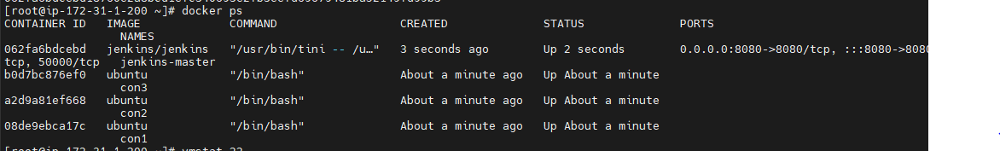 [root@ip-172-31-1-200 ~]# docker ps
CONTAINER ID   IMAGE             COMMAND                  CREATED              STATUS              PORTS
                 NAMES
062fa6bdcebd   jenkins/jenkins   "/usr/bin/tini -- /u…"   3 seconds ago        Up 2 seconds        0.0.0.0:8080->8080/tcp, :::8080->8080
tcp, 50000/tcp   jenkins-master
b0d7bc876ef0   ubuntu            "/bin/bash"              About a minute ago   Up About a minute
                 con3
a2d9a81ef668   ubuntu            "/bin/bash"              About a minute ago   Up About a minute
                 con2
08de9ebca17c   ubuntu            "/bin/bash"              About a minute ago   Up About a minute
                 con1
[root@ip-172-31-1-200 ~]# vmstat 22